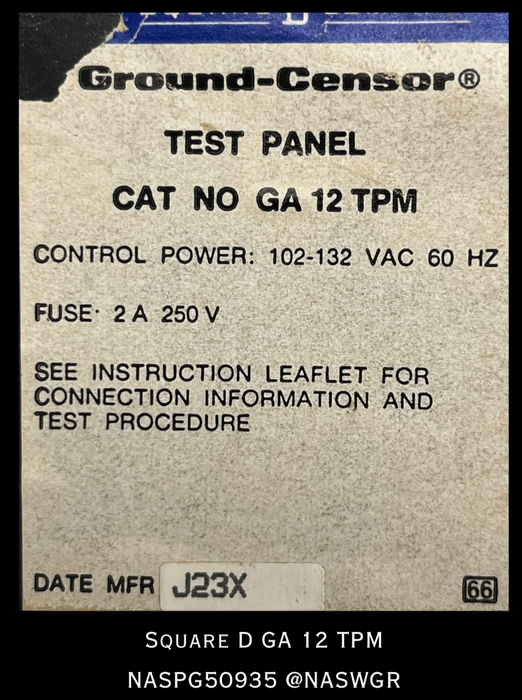 Ground-Censor®
TEST PANEL
CAT NO GA 12 TPM
CONTROL POWER: 102-132 VAC 60 HZ
FUSE· 2 A 250 V
SEE INSTRUCTION LEAFLET FOR
CONNECTION INFORMATION AND
TEST PROCEDURE
DATE MFR J23X
66
SQUARE D GA 12 TPM
NASPG50935 @NASWGR